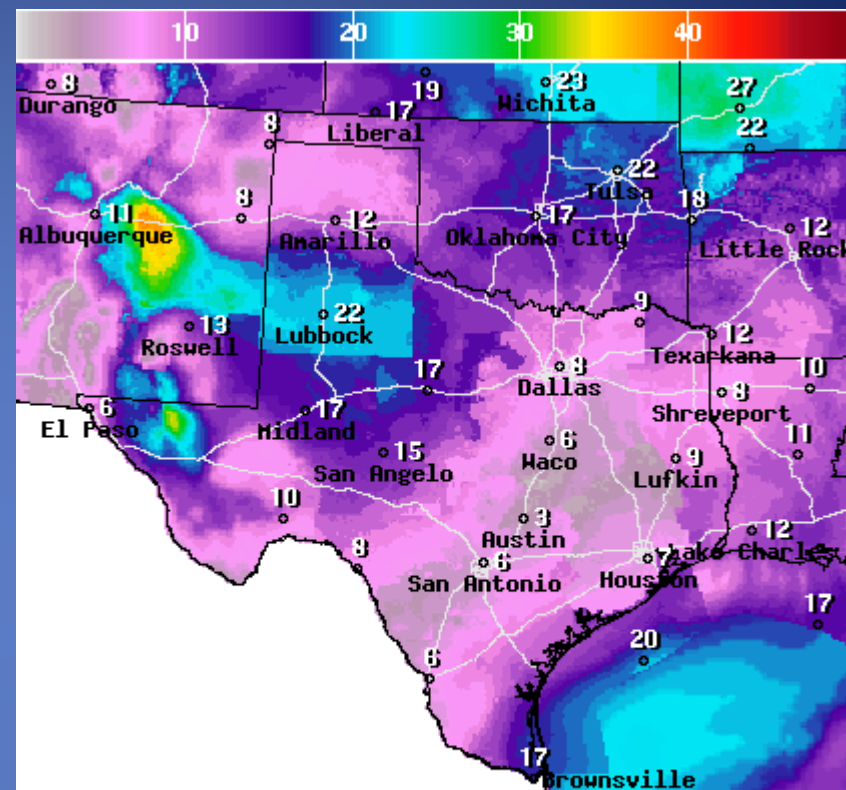 10 20 30 40
8 19 23 27
Durango Wichita
17
Liberal
8 22
22
Tulsa
11 8 12 17 18 12
Albuquerque Amarillo Oklahoma City Little Rock
13 22 9
Roswell Lubbock
12
Texarkana
8
Dallas
6 17 17 8 10
El Paso Midland Shreveport
15 6 9 11
San Angelo Waco Lufkin
10 3 12
Austin
8 6 7 Lake Charles
San Antonio Houston
17
20
6
17
Brownsville